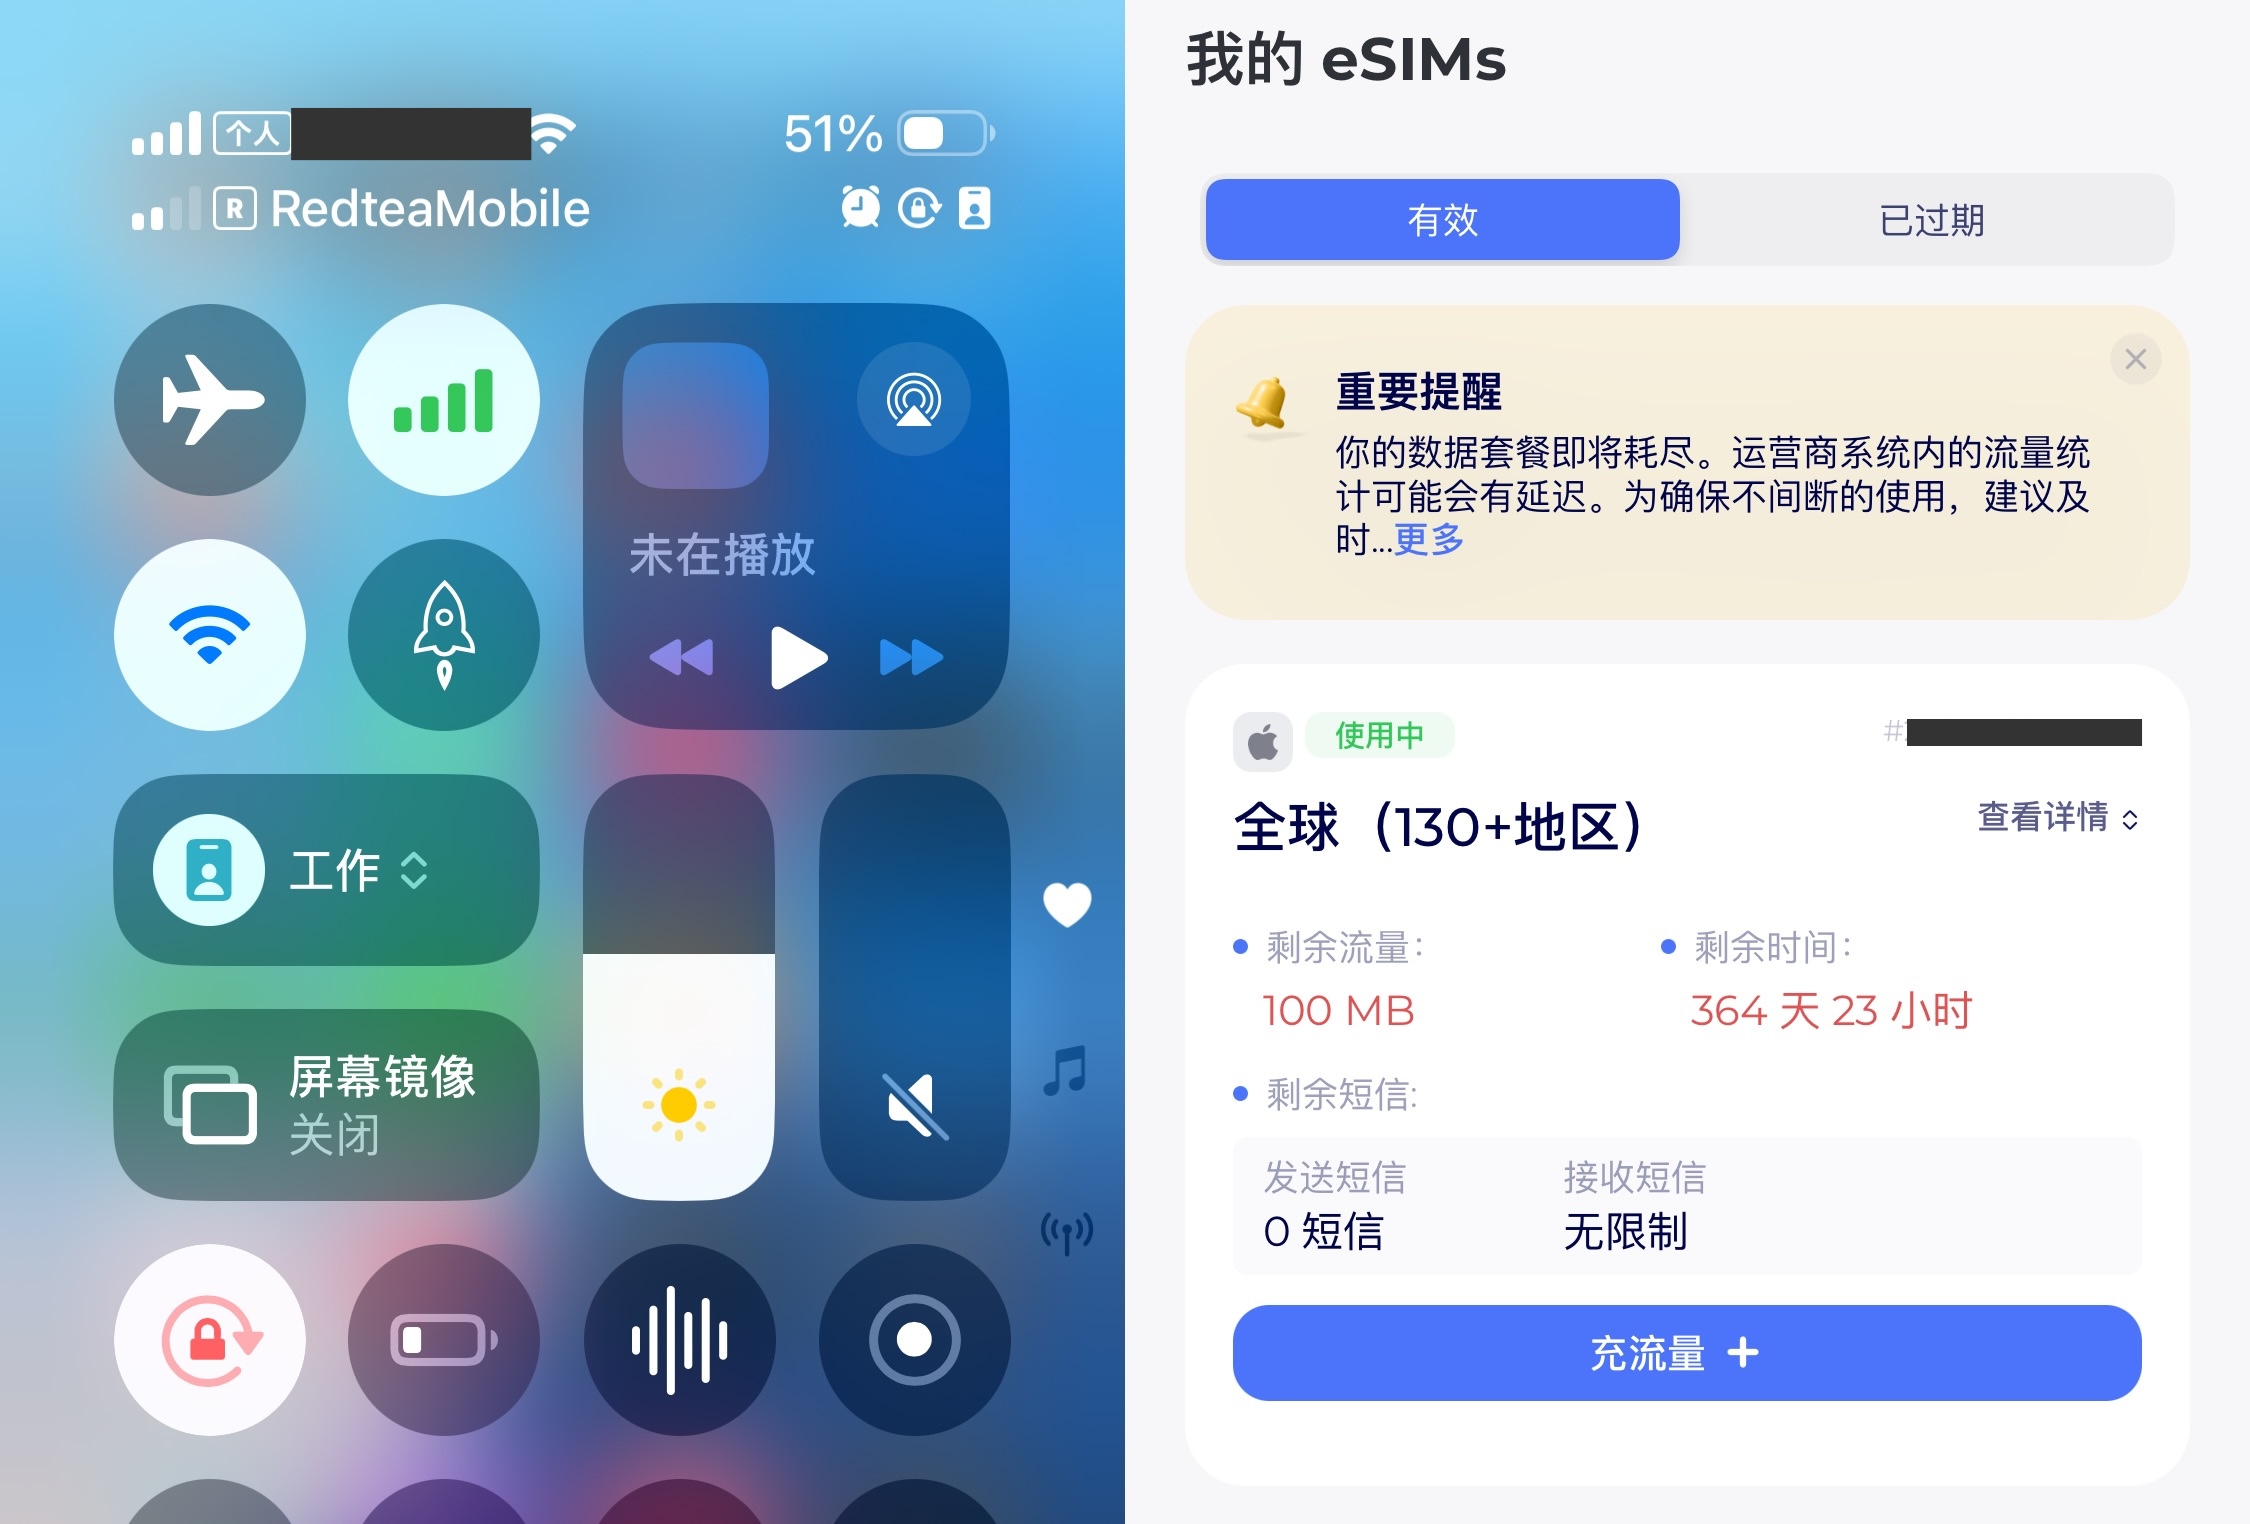 个人
51%
R RedteaMobile
未在播放
工作
屏幕镜像
关闭
我的 eSIMs
有效
已过期
重要提醒
你的数据套餐即将耗尽。运营商系统内的流量统
计可能会有延迟。为确保不间断的使用，建议及
时...更多
使用中
#
全球（130+地区）
查看详情
剩余流量：
剩余时间：
100 MB
364 天 23 小时
剩余短信:
发送短信
接收短信
0 短信
无限制
充流量 +